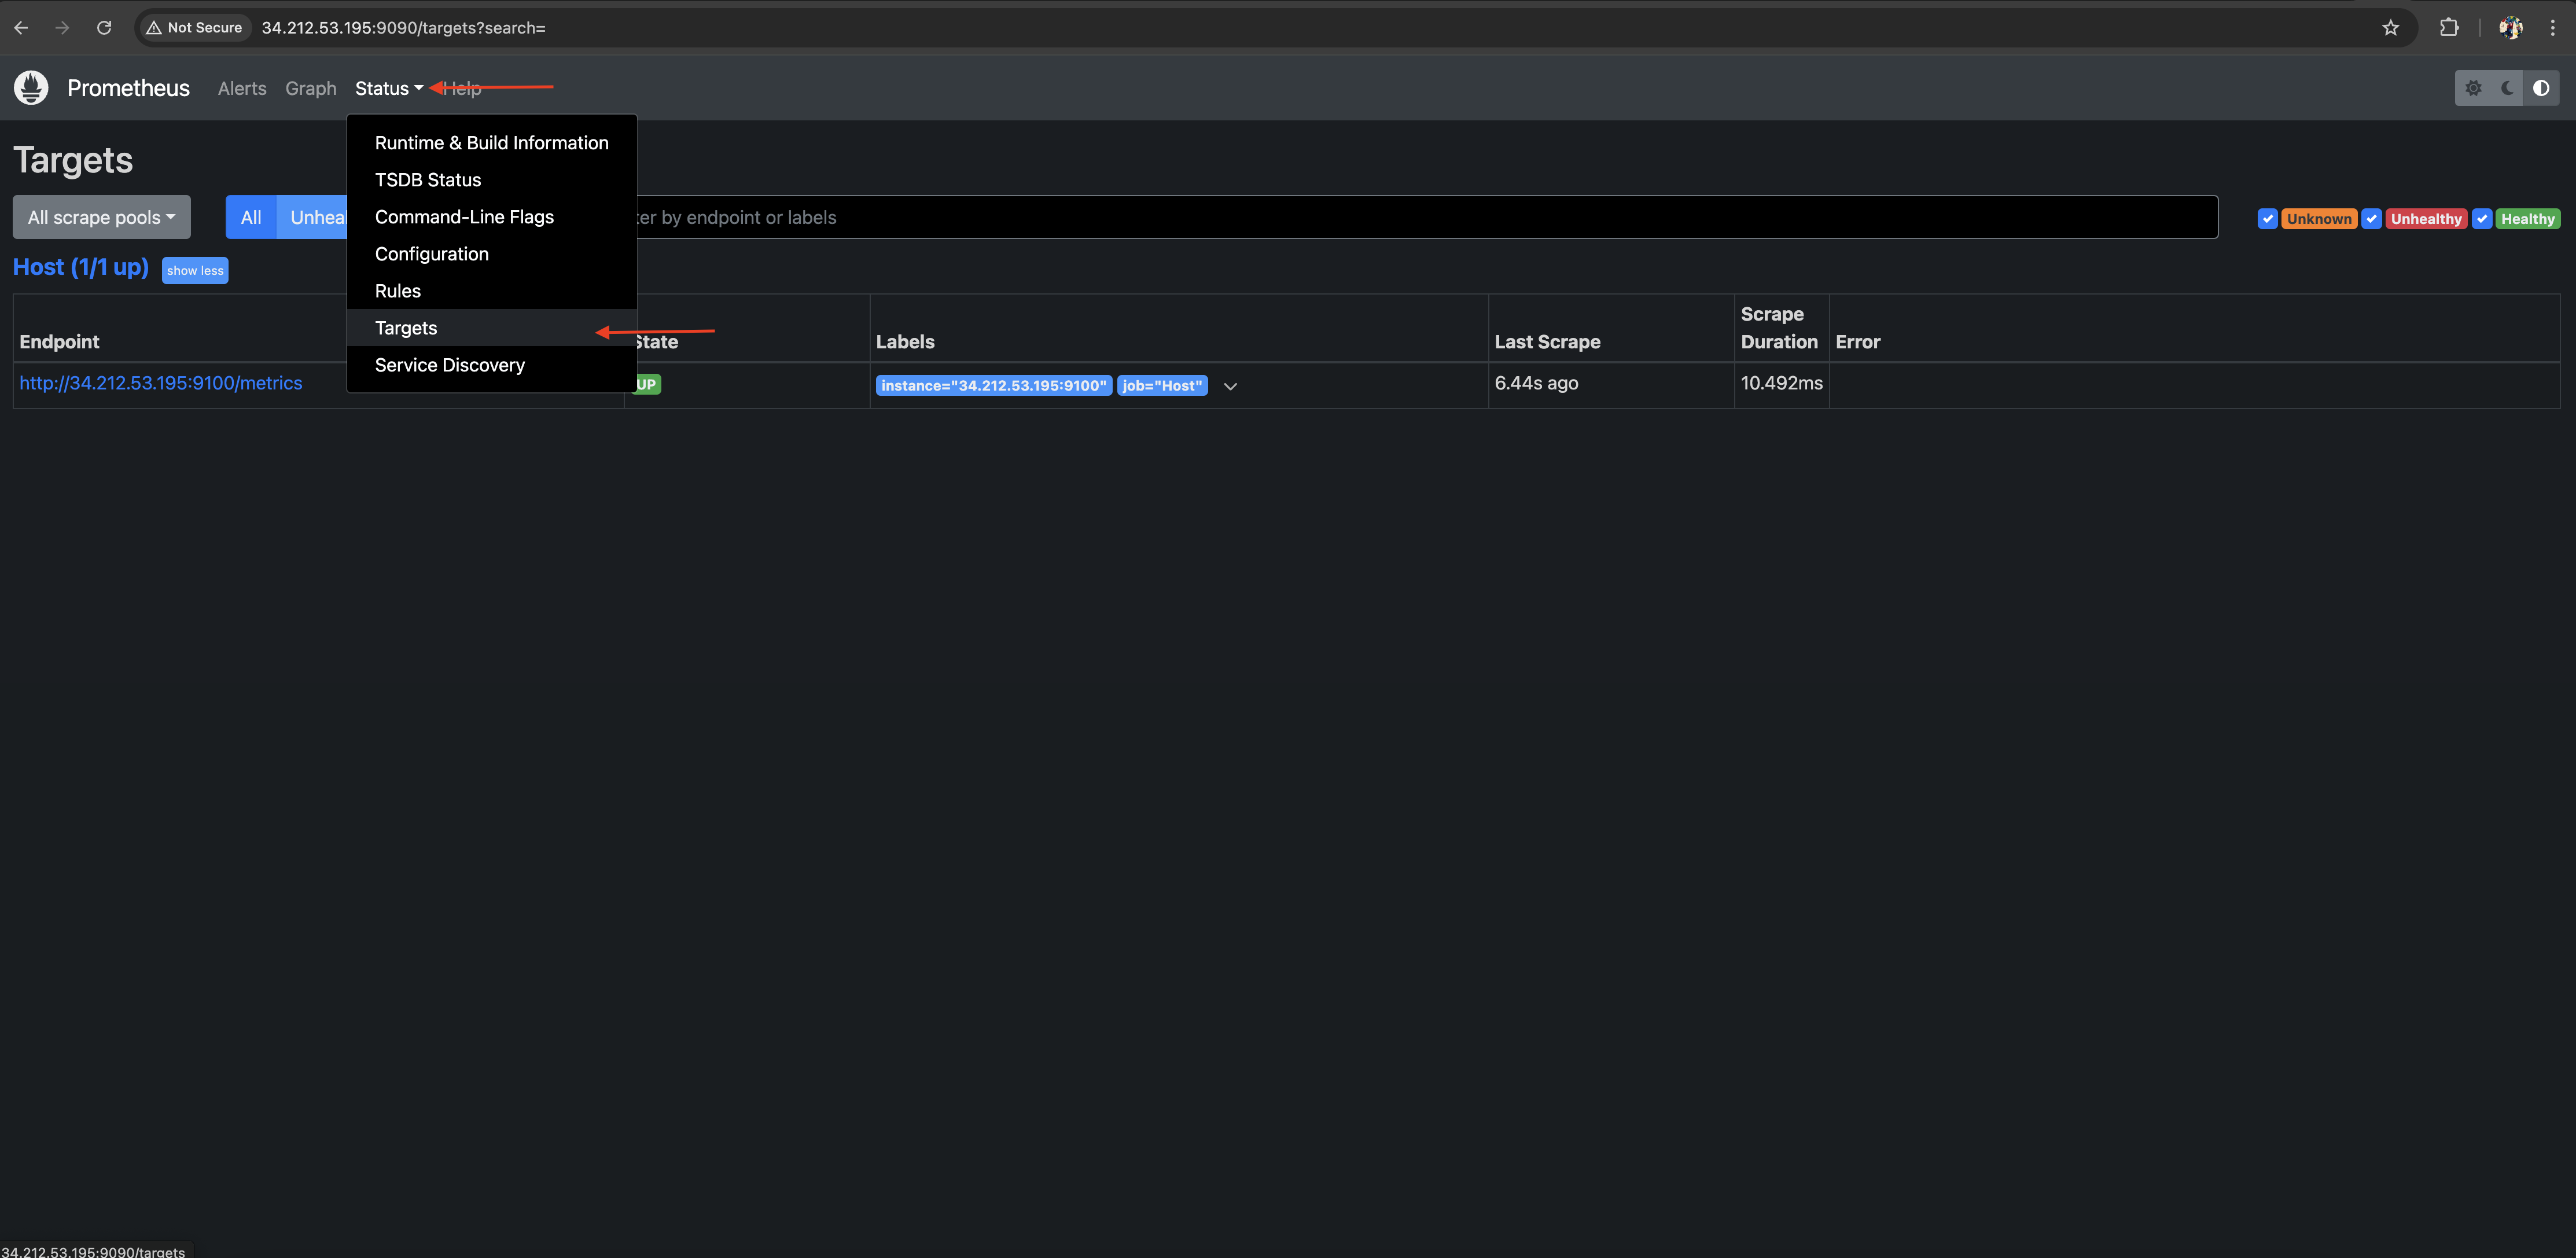 Not Secure 34.212.53.195:9090/targets?search=
Prometheus Alerts Graph Status Help
Runtime & Build Information
TSDB Status
Command-Line Flags
Configuration
Rules
Targets
Service Discovery
Targets
All scrape pools All Unheal ter by endpoint or labels Unknown Unhealthy Healthy
Host (1/1 up) show less
Endpoint State Labels Last Scrape Scrape Duration Error
http://34.212.53.195:9100/metrics UP instance="34.212.53.195:9100" job="Host" 6.44s ago 10.492ms
34.212.53.195:9090/targets